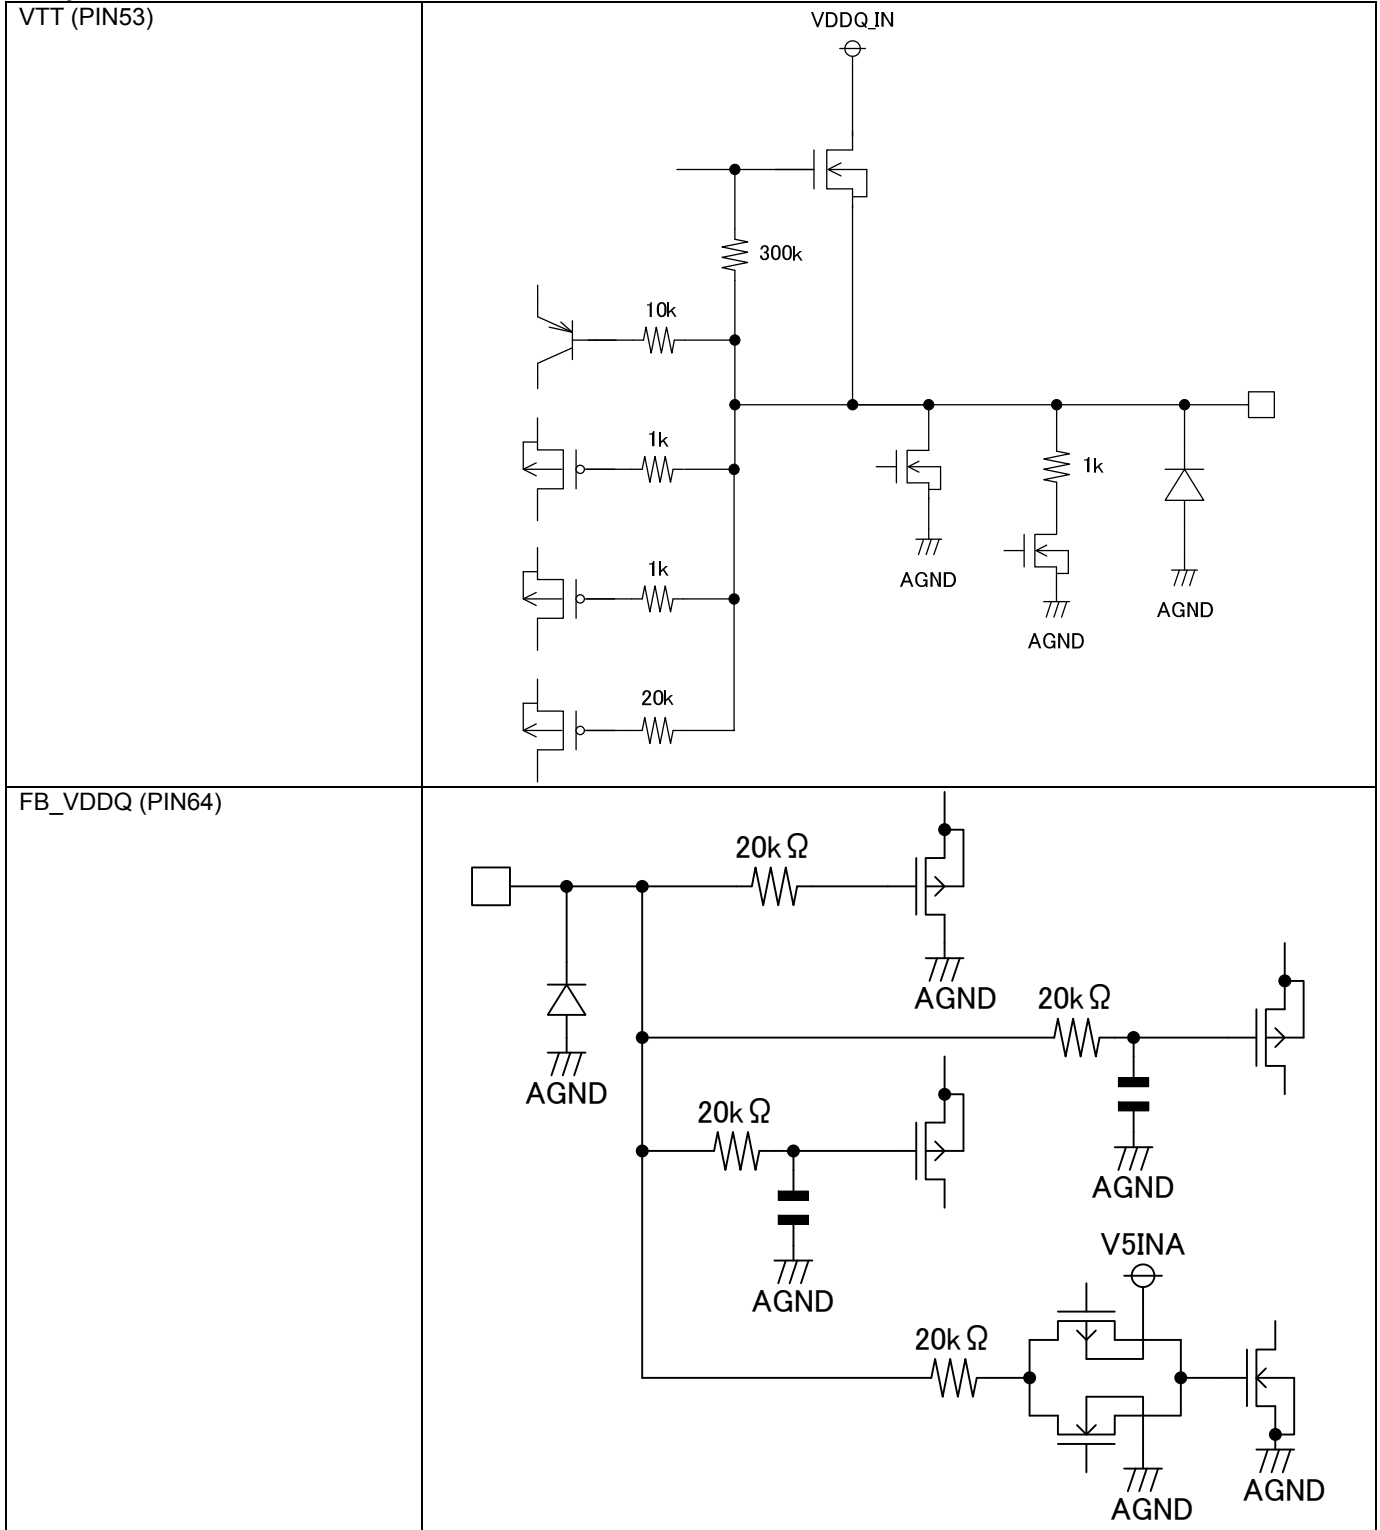 VTT (PIN53)
VDDQ_IN
300k
10k
1k
1k
1k
AGND
AGND
AGND
20k
FB_VDDQ (PIN64)
20kΩ
AGND
20kΩ
AGND
20kΩ
AGND
AGND
V5INA
20kΩ
AGND
AGND